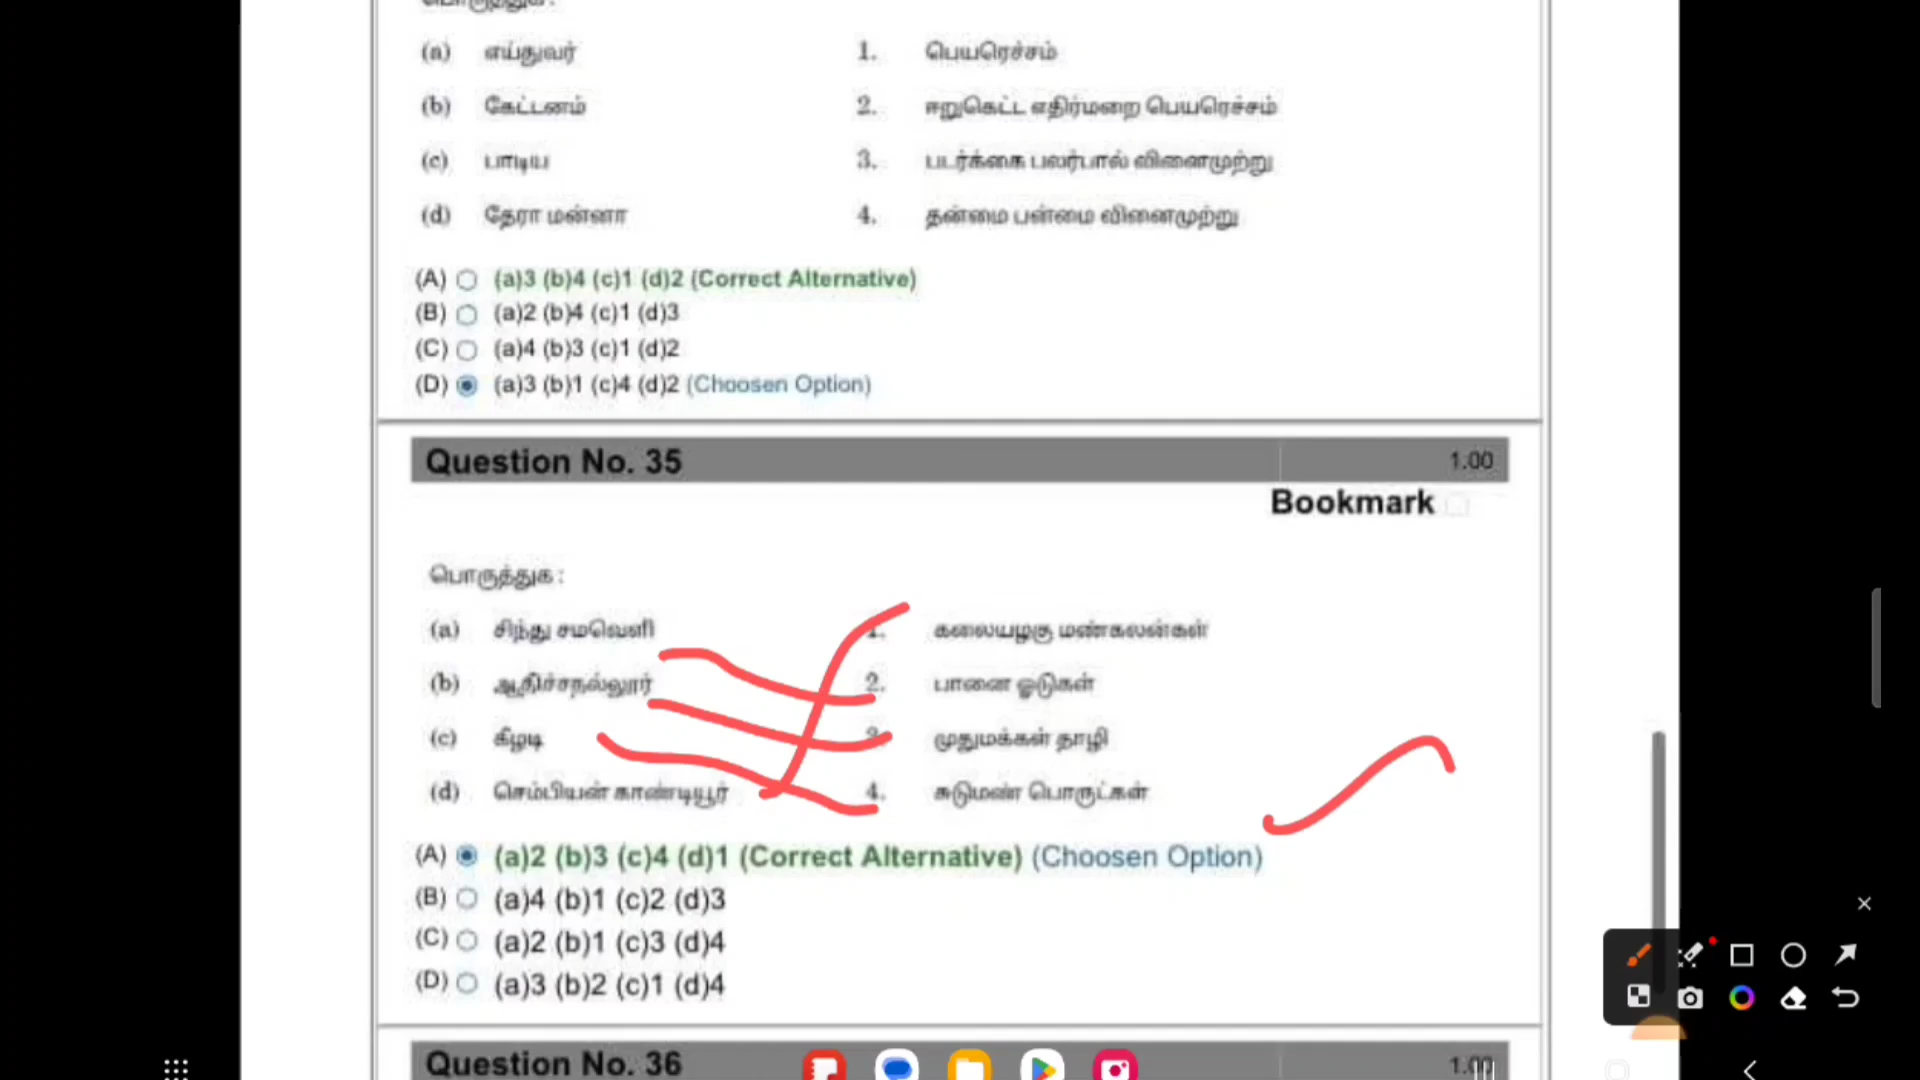 பொருத்துக :
(a) எய்துவர் 1. பெயரெச்சம்
(b) கேட்டனம் 2. ஈறுகெட்ட எதிர்மறை பெயரெச்சம்
(c) பாடிய 3. படர்க்கை பலர்பால் வினைமுற்று
(d) தேரா மன்னா 4. தன்மை பன்மை வினைமுற்று
(A) (a)3 (b)4 (c)1 (d)2 (Correct Alternative)
(B) (a)2 (b)4 (c)1 (d)3
(C) (a)4 (b)3 (c)1 (d)2
(D) (a)3 (b)1 (c)4 (d)2 (Choosen Option)
Question No. 35 1.00
Bookmark
பொருத்துக :
(a) சிந்து சமவெளி 1. கலையழகு மண்கலன்கள்
(b) ஆதிச்சநல்லூர் 2. பானை ஓடுகள்
(c) கீழடி 3. முதுமக்கள் தாழி
(d) செம்பியன் காண்டியூர் 4. சுடுமண் பொருட்கள்
(A) (a)2 (b)3 (c)4 (d)1 (Correct Alternative) (Choosen Option)
(B) (a)4 (b)1 (c)2 (d)3
(C) (a)2 (b)1 (c)3 (d)4
(D) (a)3 (b)2 (c)1 (d)4
Question No. 36 1.00